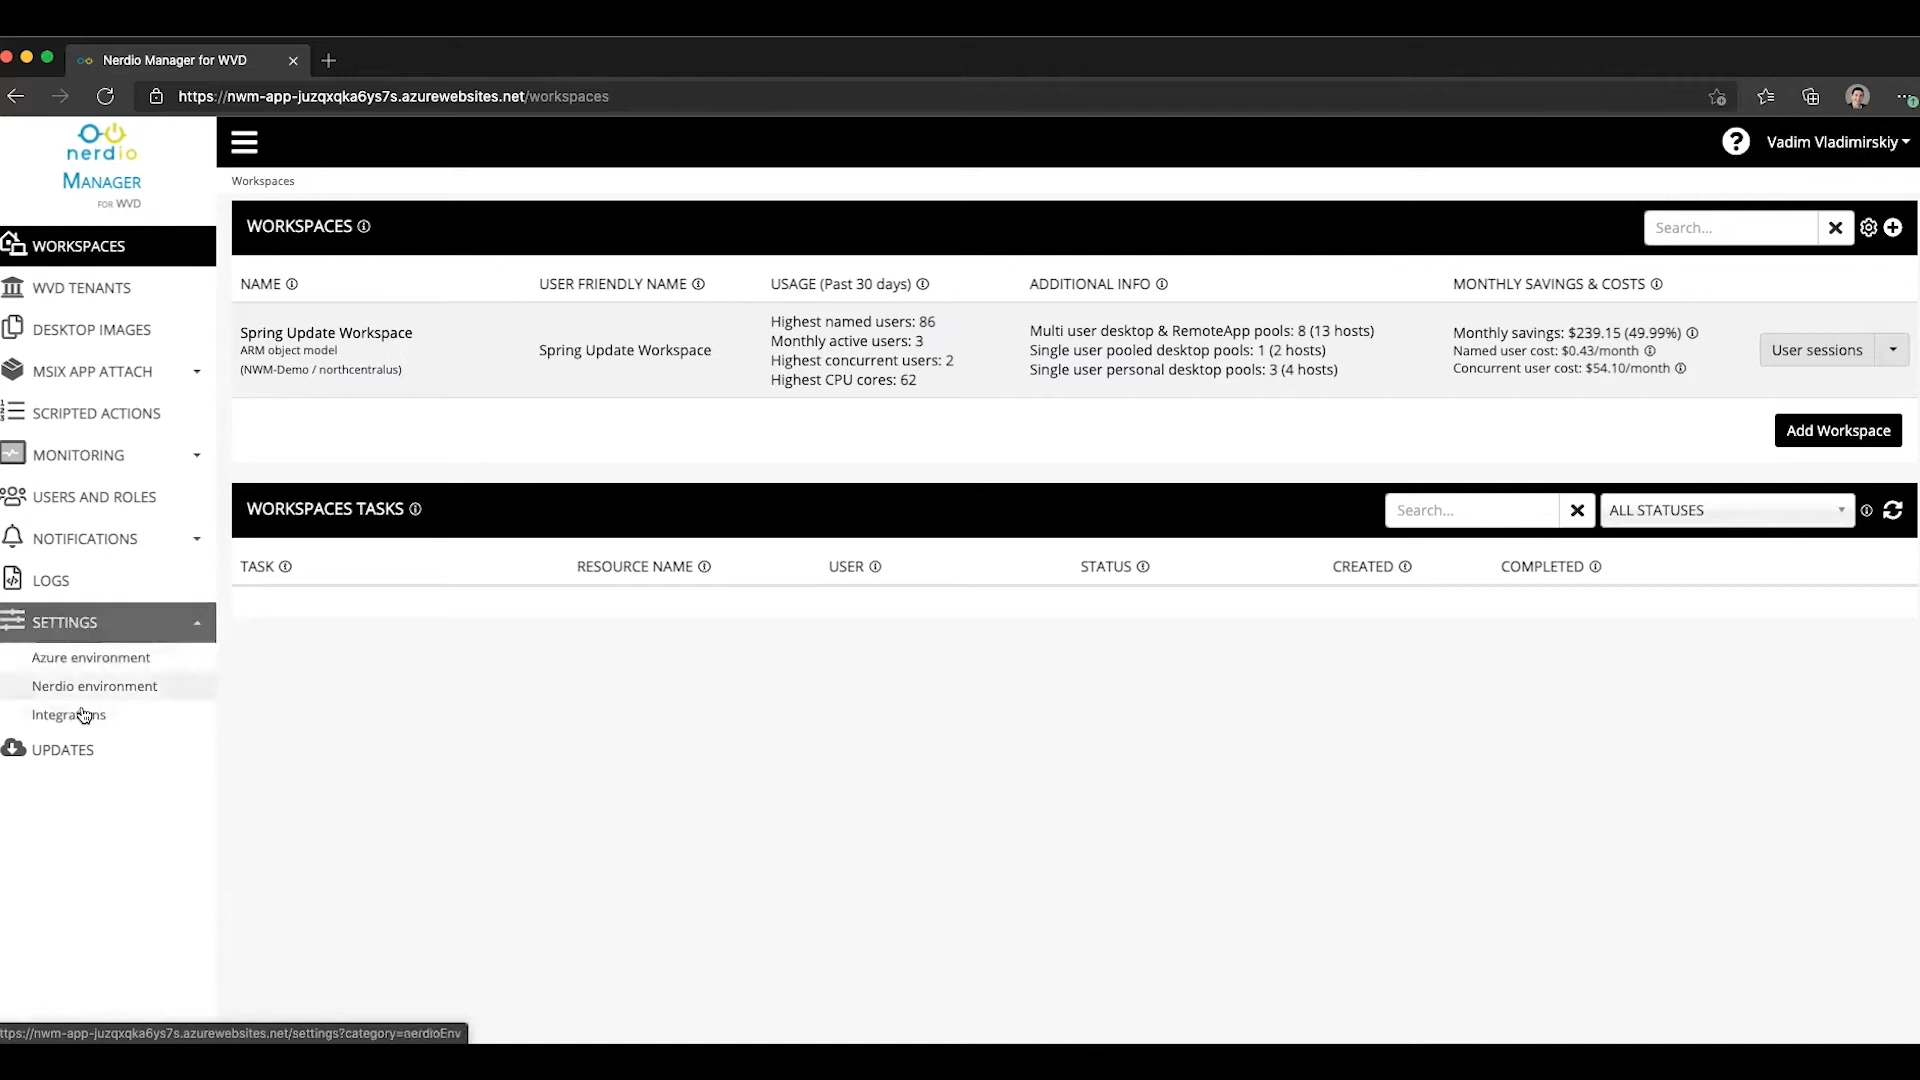 Nerdio Manager for WVD
https://nwm-app-juzqxqka6ys7s.azurewebsites.net/workspaces
nerdio
MANAGER
FOR WVD
Vadim Vladimirskiy
Workspaces
WORKSPACES
WVD TENANTS
DESKTOP IMAGES
MSIX APP ATTACH
SCRIPTED ACTIONS
MONITORING
USERS AND ROLES
NOTIFICATIONS
LOGS
SETTINGS
Azure environment
Nerdio environment
Integrations
UPDATES
WORKSPACES
Search...
NAME USER FRIENDLY NAME USAGE (Past 30 days) ADDITIONAL INFO MONTHLY SAVINGS & COSTS
Spring Update Workspace
ARM object model
(NWM-Demo / northcentralus)
Spring Update Workspace
Highest named users: 86
Monthly active users: 3
Highest concurrent users: 2
Highest CPU cores: 62
Multi user desktop & RemoteApp pools: 8 (13 hosts)
Single user pooled desktop pools: 1 (2 hosts)
Single user personal desktop pools: 3 (4 hosts)
Monthly savings: $239.15 (49.99%)
Named user cost: $0.43/month
Concurrent user cost: $54.10/month
User sessions
Add Workspace
WORKSPACES TASKS
Search...
ALL STATUSES
TASK RESOURCE NAME USER STATUS CREATED COMPLETED
ttps://nwm-app-juzqxqka6ys7s.azurewebsites.net/settings?category=nerdioEnv